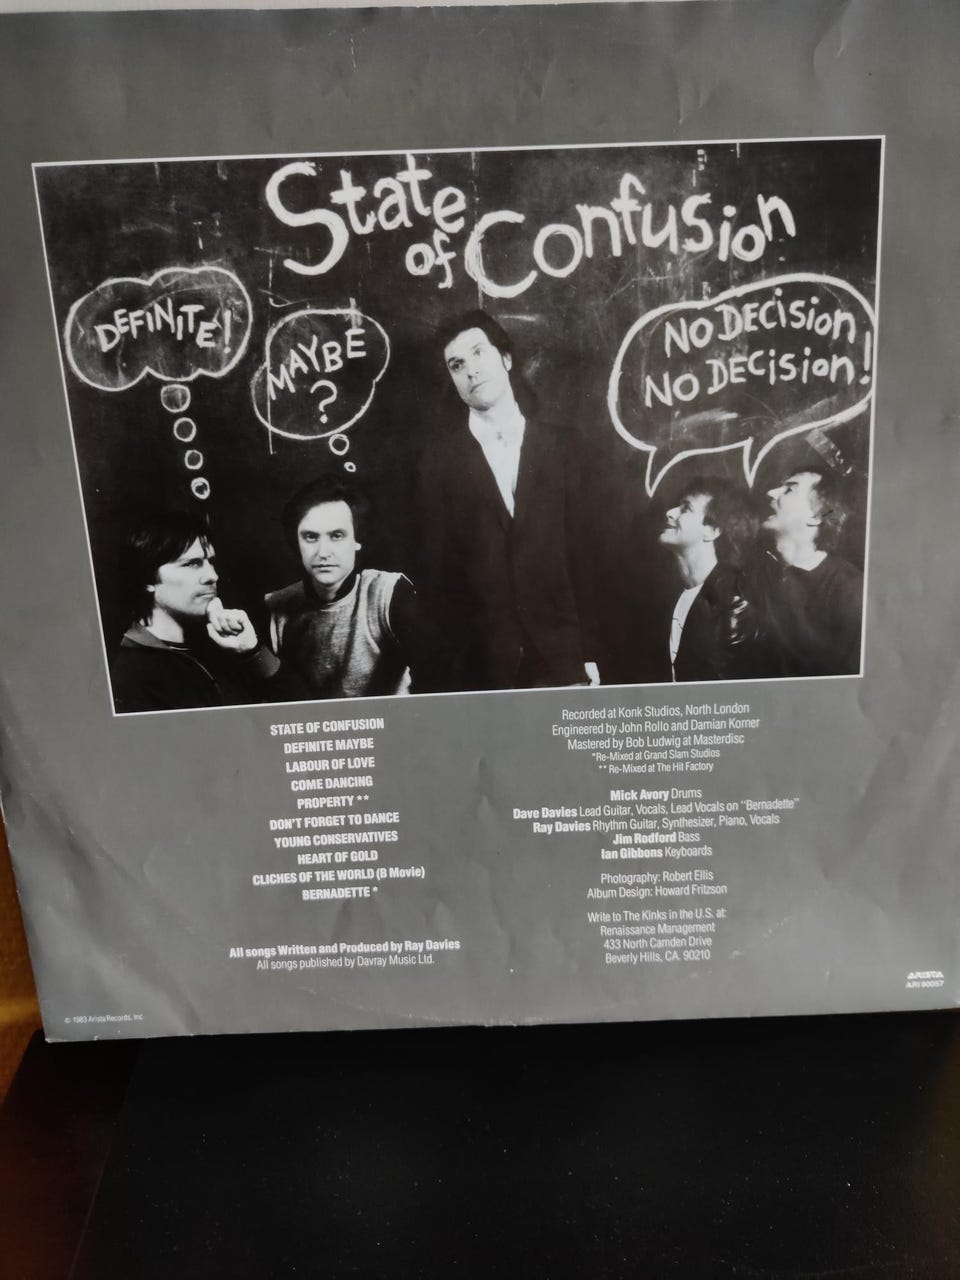 State
of Confusion
DEFINITE!
MAYBE
?
NO DECISION
NO DECISION!
STATE OF CONFUSION
DEFINITE MAYBE
LABOUR OF LOVE
COME DANCING
PROPERTY **
DON'T FORGET TO DANCE
YOUNG CONSERVATIVES
HEART OF GOLD
CLICHES OF THE WORLD (B Movie)
BERNADETTE *
All songs Written and Produced by Ray Davies
All songs published by Davray Music Ltd.
Recorded at Konk Studios, North London
Engineered by John Rollo and Damian Korner
Mastered by Bob Ludwig at Masterdisc
*Re-Mixed at Grand Slam Studios
** Re-Mixed at The Hit Factory
Mick Avory Drums
Dave Davies Lead Guitar, Vocals, Lead Vocals on "Bernadette"
Ray Davies Rhythm Guitar, Synthesizer, Piano, Vocals
Jim Rodford Bass
Ian Gibbons Keyboards
Photography: Robert Ellis
Album Design: Howard Fritzson
Write to The Kinks in the U.S. at:
Renaissance Management
433 North Camden Drive
Beverly Hills, CA. 90210
© 1983 Arista Records, Inc
ARISTA
ARI 90057